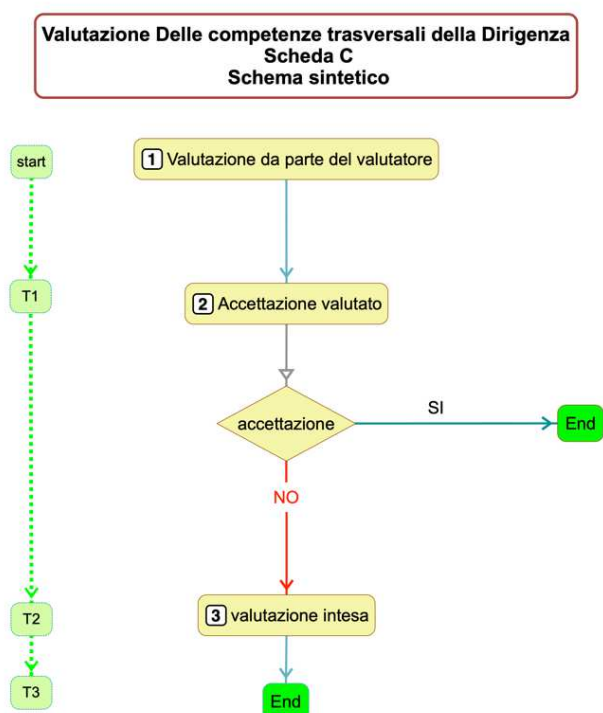 Valutazione Delle competenze trasversali della Dirigenza
Scheda C
Schema sintetico
start
1 Valutazione da parte del valutatore
T1
2 Accettazione valutato
accettazione
SI
End
NO
T2
3 valutazione intesa
T3
End